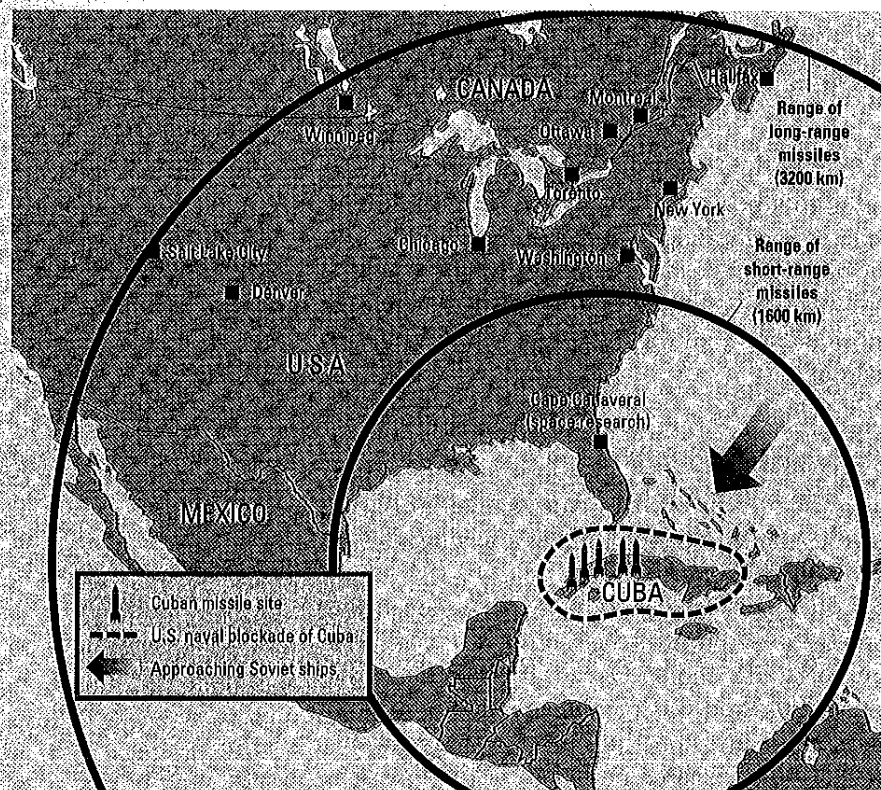 CANADA
Halifax
Montreal
Winnipeg
Ottawa
Range of
long-range
missiles
(3200 km)
Toronto
New York
Salt Lake City
Chicago
Washington
Range of
short-range
missiles
(1600 km)
Denver
U.S.A
Cape Canaveral
(space research)
MEXICO
CUBA
Cuban missile site
U.S. naval blockade of Cuba
Approaching Soviet ships